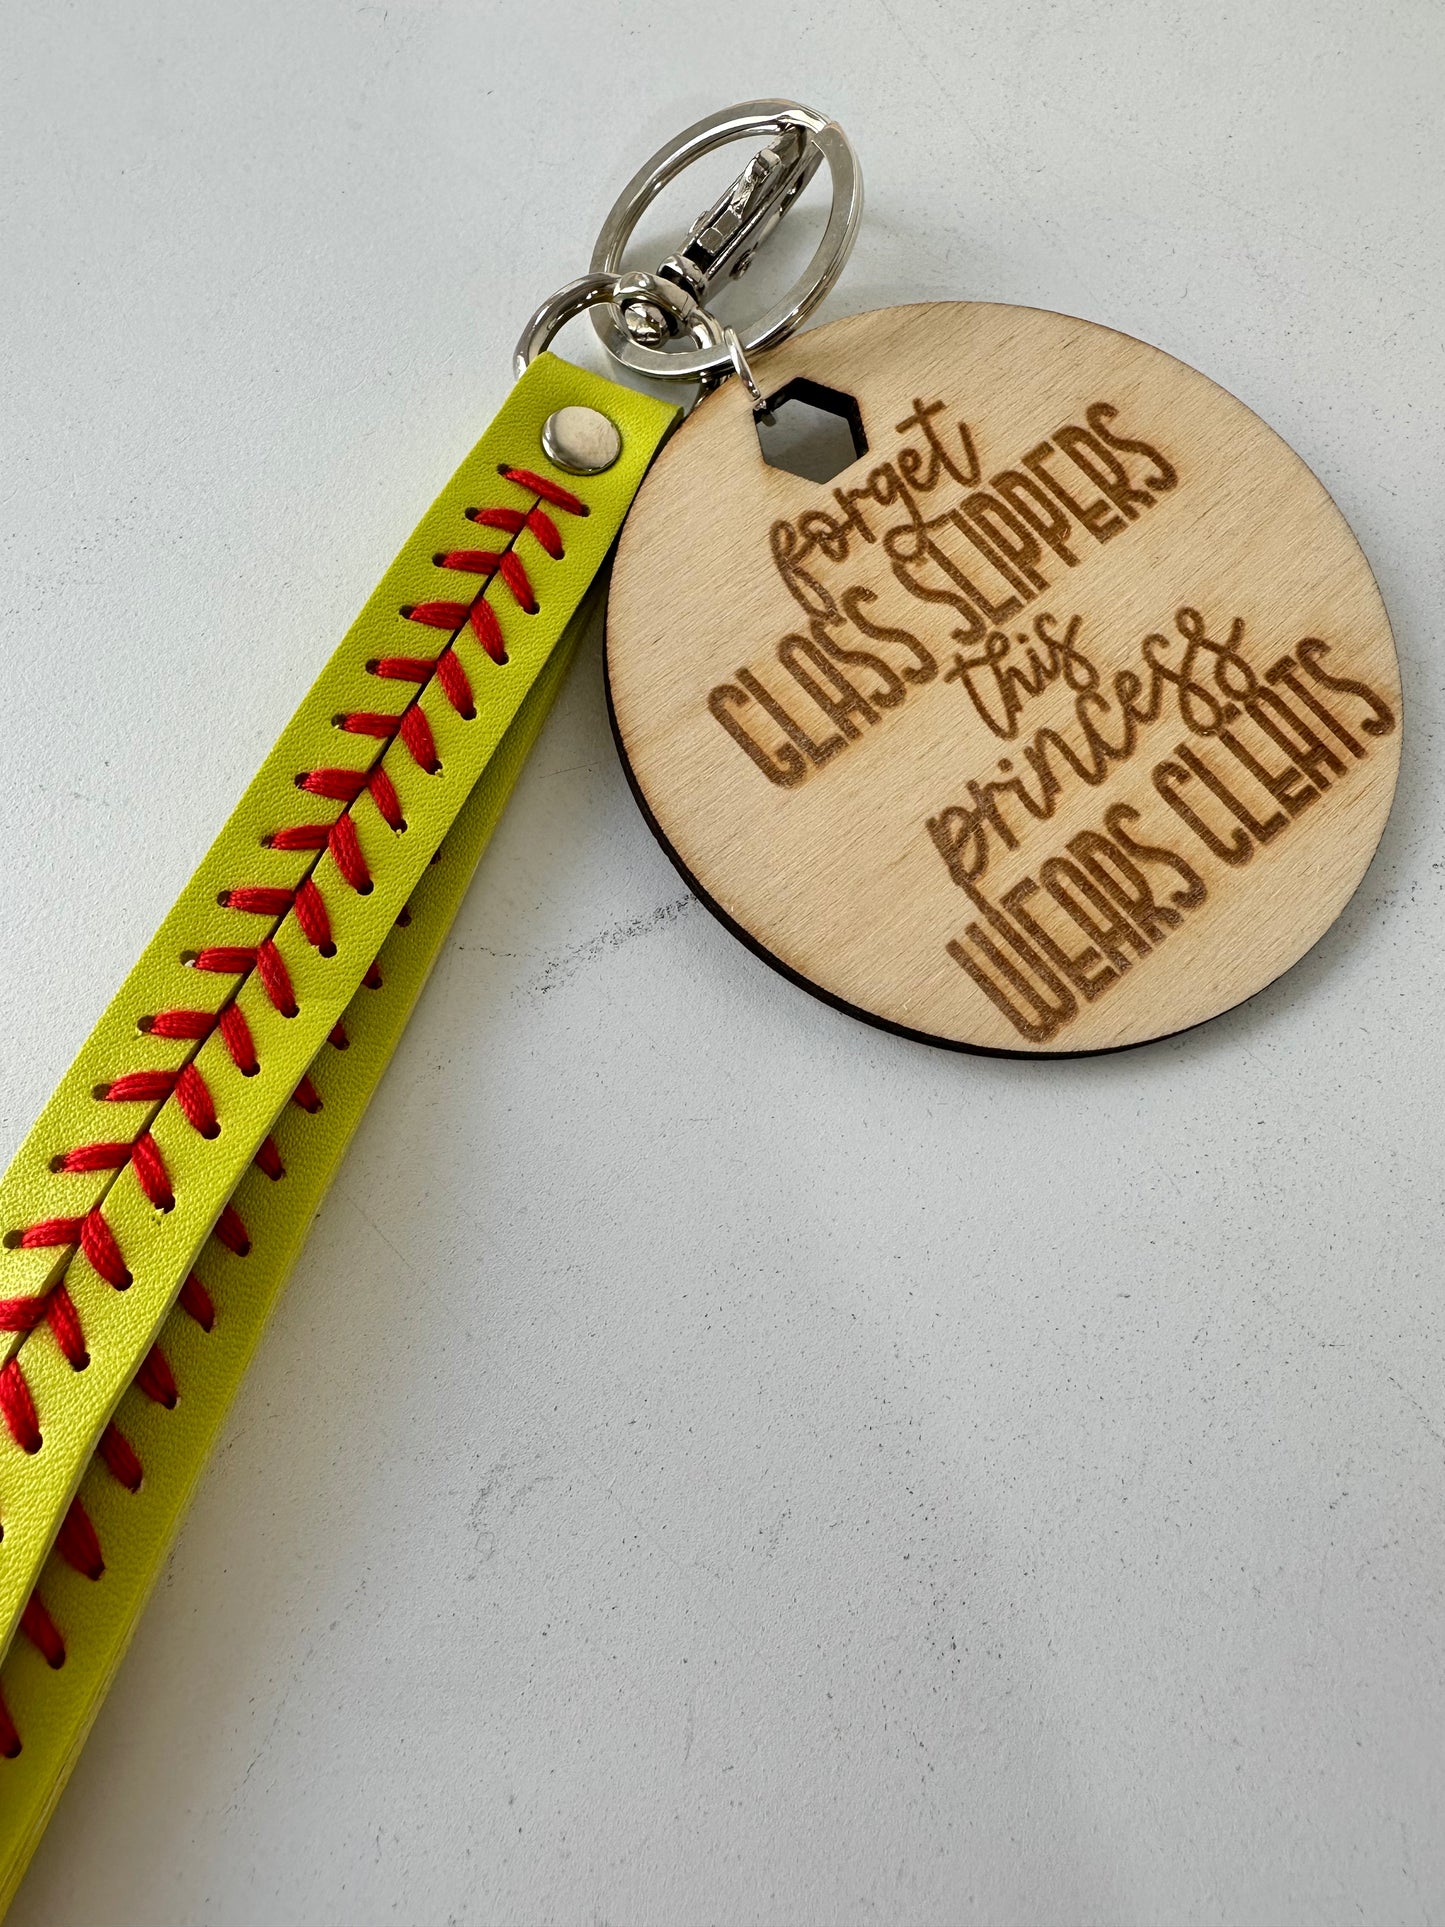 forget
GLASS SLIPPERS
this
princess
WEARS CLEATS